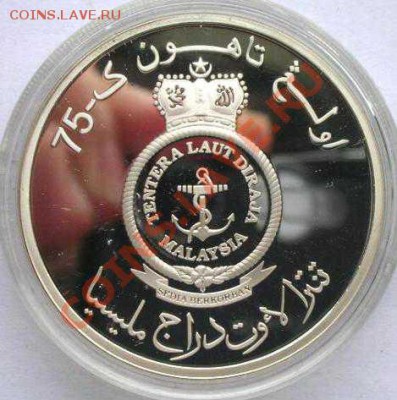 COINS.LAVE.RU
اولڠ تاهون ک-75
TENTERA LAUT DIRAJA
MALAYSIA
SEDIA BERKORBAN
تنترا لاءوت دراج مليسيا